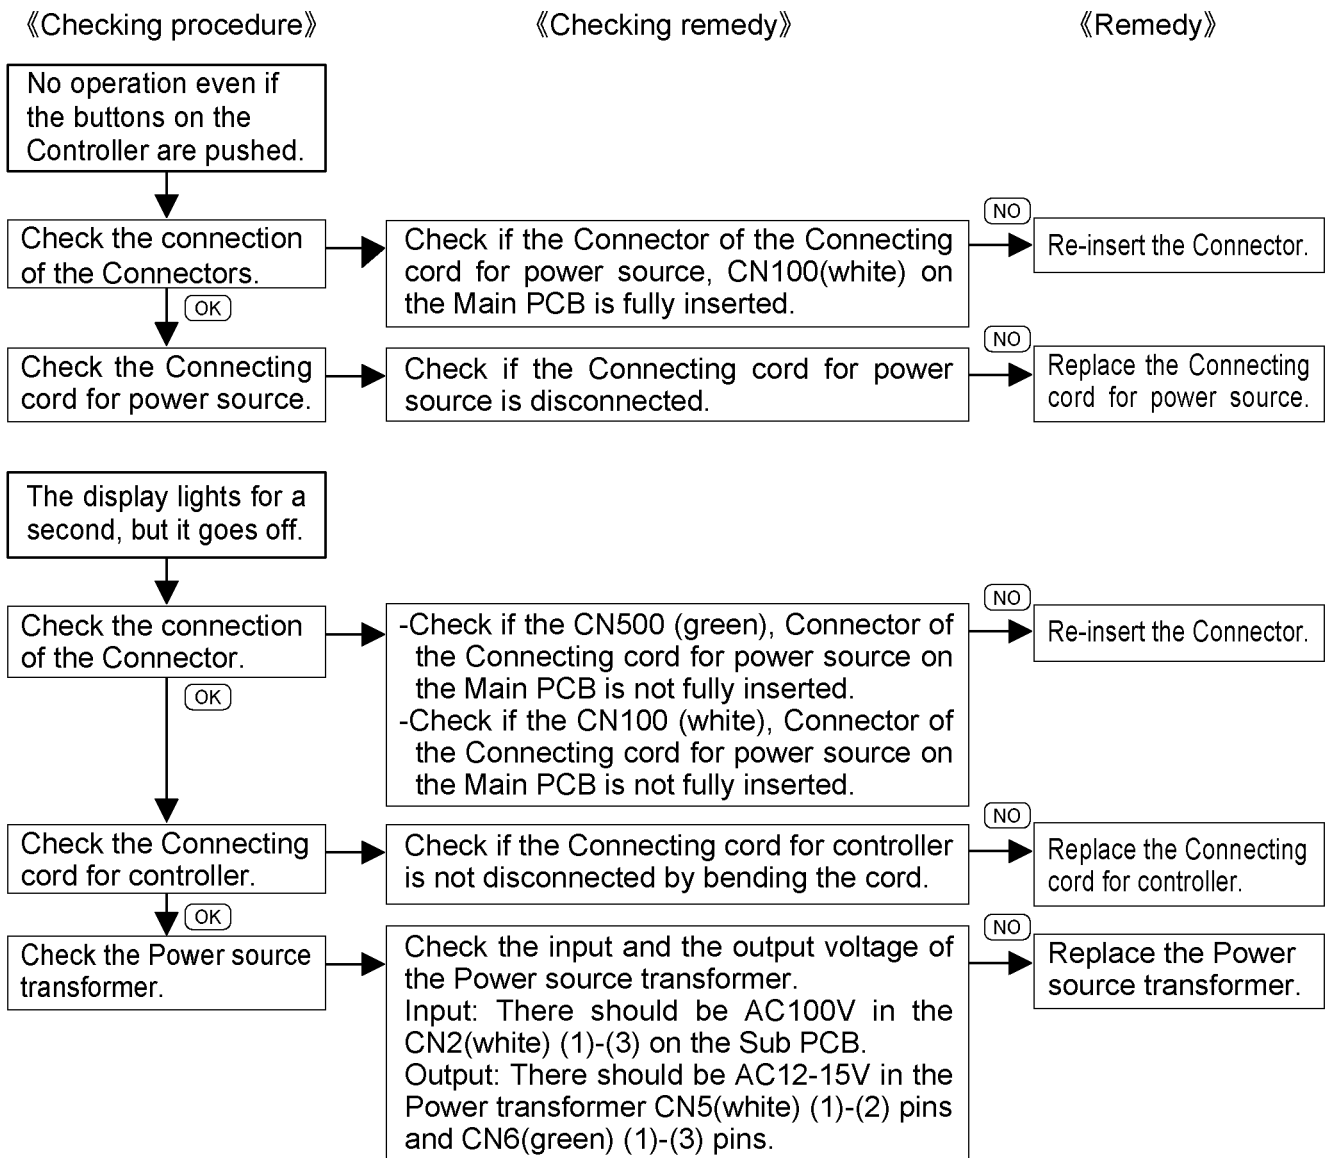 《Checking procedure》
《Checking remedy》
《Remedy》
No operation even if
the buttons on the
Controller are pushed.
Check the connection
of the Connectors.
Check if the Connector of the Connecting
cord for power source, CN100(white) on
the Main PCB is fully inserted.
NO
Re-insert the Connector.
OK
Check the Connecting
cord for power source.
Check if the Connecting cord for power
source is disconnected.
NO
Replace the Connecting
cord for power source.
The display lights for a
second, but it goes off.
Check the connection
of the Connector.
-Check if the CN500 (green), Connector of
the Connecting cord for power source on
the Main PCB is not fully inserted.
-Check if the CN100 (white), Connector of
the Connecting cord for power source on
the Main PCB is not fully inserted.
NO
Re-insert the Connector.
OK
Check the Connecting
cord for controller.
Check if the Connecting cord for controller
is not disconnected by bending the cord.
NO
Replace the Connecting
cord for controller.
OK
Check the Power source
transformer.
Check the input and the output voltage of
the Power source transformer.
Input: There should be AC100V in the
CN2(white) (1)-(3) on the Sub PCB.
Output: There should be AC12-15V in the
Power transformer CN5(white) (1)-(2) pins
and CN6(green) (1)-(3) pins.
NO
Replace the Power
source transformer.